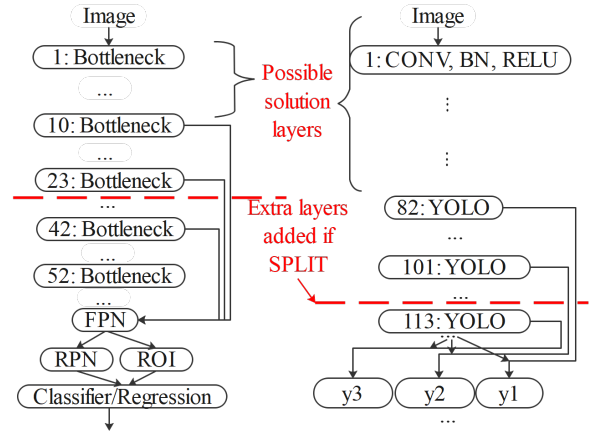 Image
1: Bottleneck
...
10: Bottleneck
...
23: Bottleneck
...
42: Bottleneck
...
52: Bottleneck
...
FPN
RPN
ROI
Classifier/Regression
Possible
solution
layers
Extra layers
added if
SPLIT
Image
1: CONV, BN, RELU
...
...
82: YOLO
...
101: YOLO
...
113: YOLO
...
y3
y2
y1
...